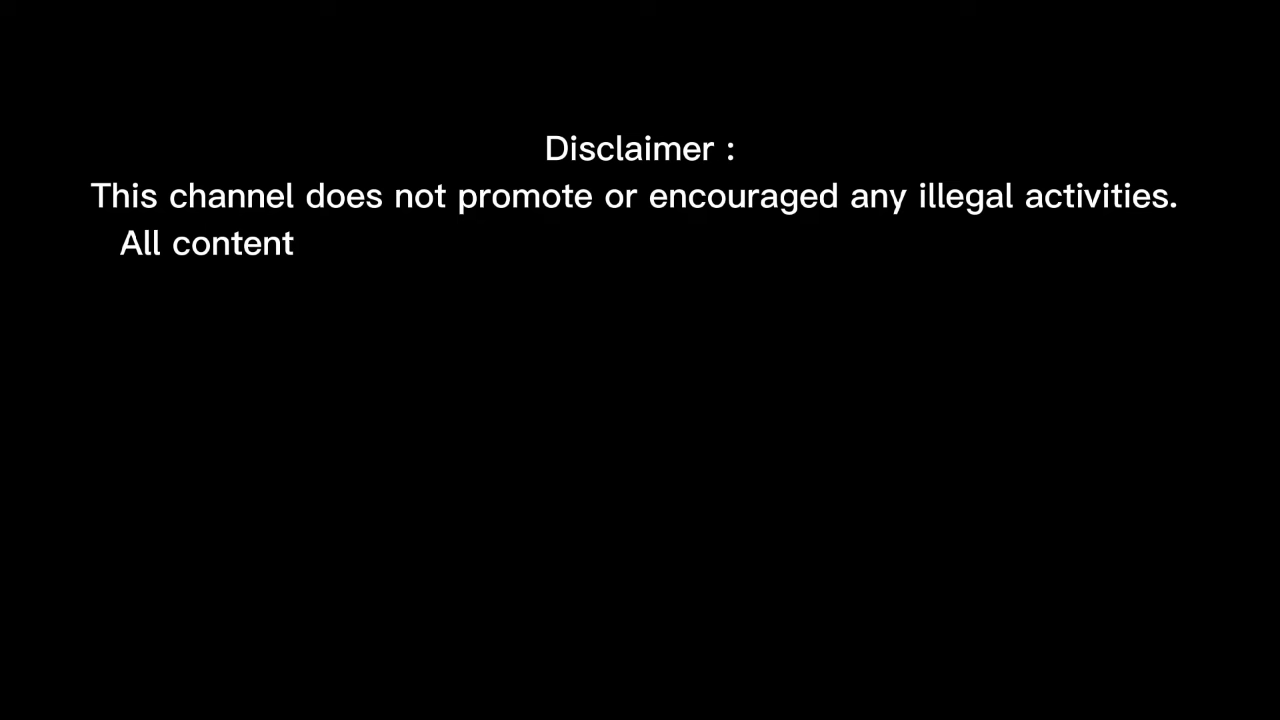 Disclaimer :
This channel does not promote or encouraged any illegal activities.
All content